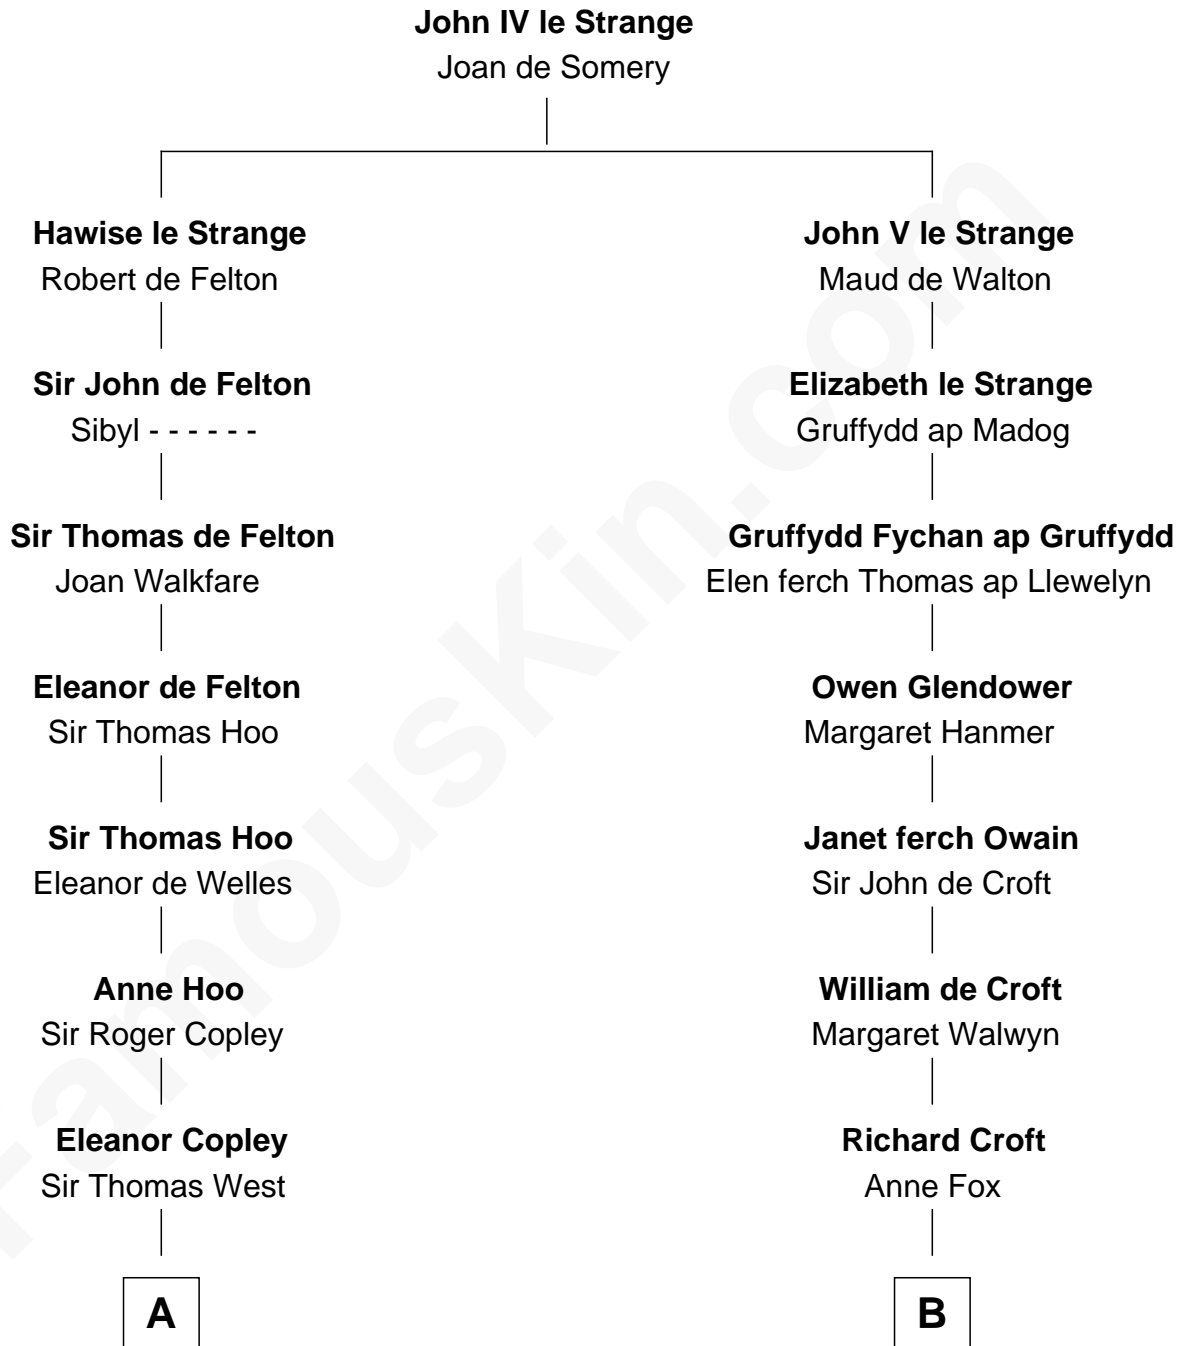 John IV le Strange
Joan de Somery
Hawise le Strange
Robert de Felton
John V le Strange
Maud de Walton
Sir John de Felton
Sibyl - - - - - -
Elizabeth le Strange
Gruffydd ap Madog
Sir Thomas de Felton
Joan Walkfare
Gruffydd Fychan ap Gruffydd
Elen ferch Thomas ap Llewelyn
Eleanor de Felton
Sir Thomas Hoo
Owen Glendower
Margaret Hanmer
Sir Thomas Hoo
Eleanor de Welles
Janet ferch Owain
Sir John de Croft
Anne Hoo
Sir Roger Copley
William de Croft
Margaret Walwyn
Eleanor Copley
Sir Thomas West
Richard Croft
Anne Fox
A
B
FamousKin.com